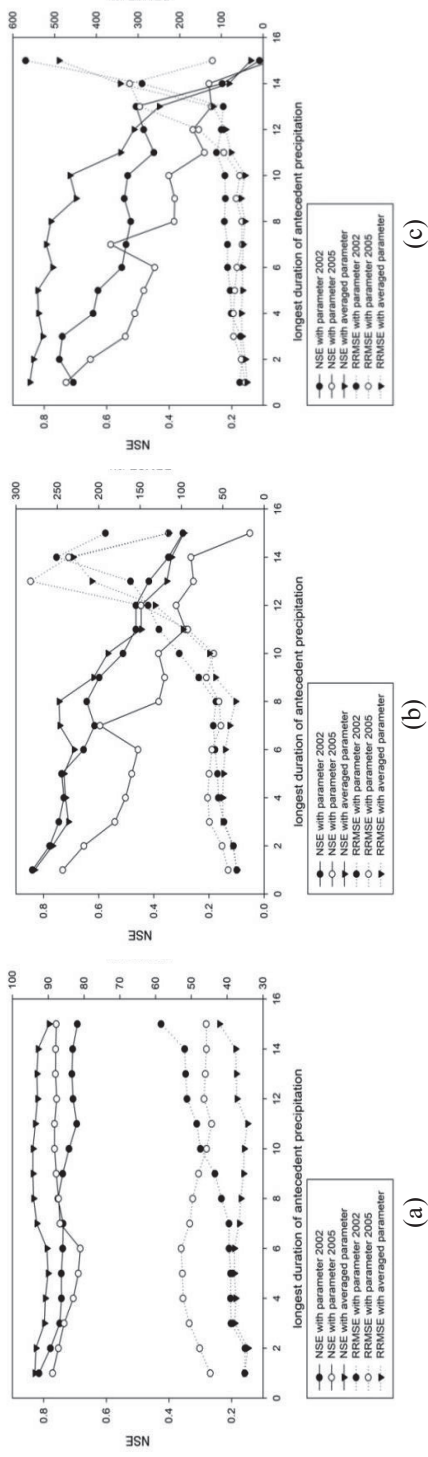 100
90
80
70
60
50
40
30
0.8
0.6
0.4
0.2
NSE
0 2 4 6 8 10 12 14 16
longest duration of antecedent precipitation
NSE with parameter 2002
NSE with parameter 2005
NSE with averaged parameter
RRMSE with parameter 2002
RRMSE with parameter 2005
RRMSE with averaged parameter
(a)
300
250
200
150
100
50
0
0.8
0.6
0.4
0.2
0.0
NSE
0 2 4 6 8 10 12 14 16
longest duration of antecedent precipitation
NSE with parameter 2002
NSE with parameter 2005
NSE with averaged parameter
RRMSE with parameter 2002
RRMSE with parameter 2005
RRMSE with averaged parameter
(b)
600
500
400
300
200
100
0
0.8
0.6
0.4
0.2
NSE
0 2 4 6 8 10 12 14 16
longest duration of antecedent precipitation
NSE with parameter 2002
NSE with parameter 2005
NSE with averaged parameter
RRMSE with parameter 2002
RRMSE with parameter 2005
RRMSE with averaged parameter
(c)